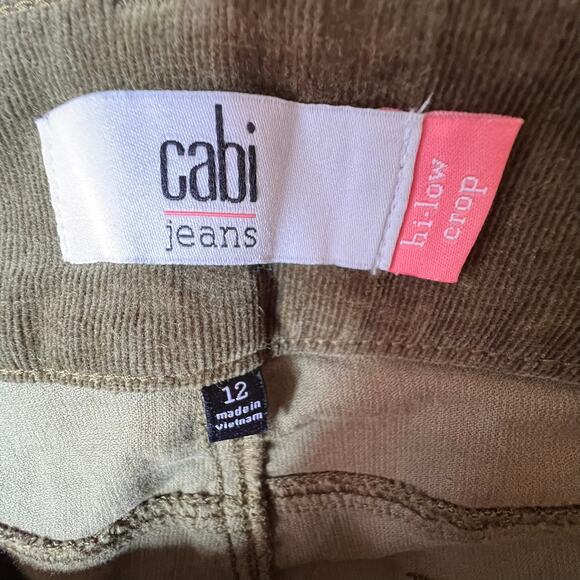 cabi
jeans
hi-low
crop
12
made in
vietnam